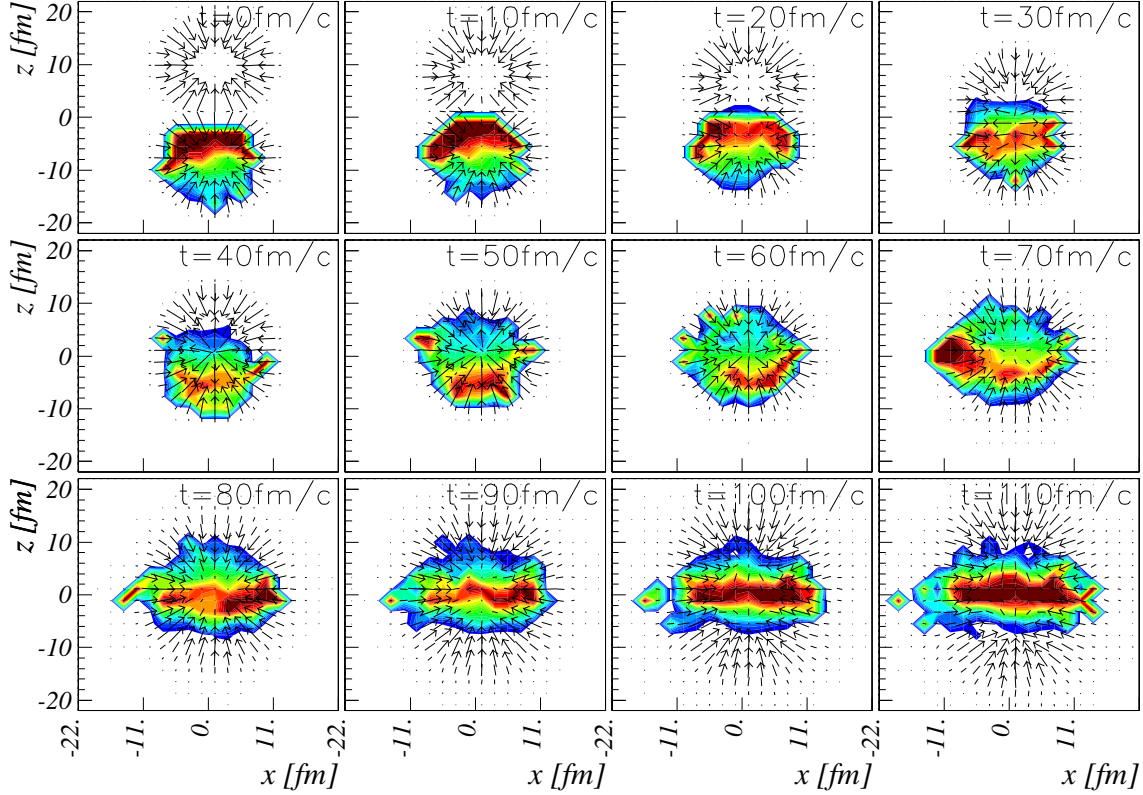 t=0fm/c t=10fm/c t=20fm/c t=30fm/c
z [fm]
20
10
0
-10
-20
t=40fm/c t=50fm/c t=60fm/c t=70fm/c
z [fm]
20
10
0
-10
-20
t=80fm/c t=90fm/c t=100fm/c t=110fm/c
z [fm]
20
10
0
-10
-20
-22. -11. 0. 11. -22. -11. 0. 11. -22. -11. 0. 11. -22. -11. 0. 11.
x [fm] x [fm] x [fm] x [fm]